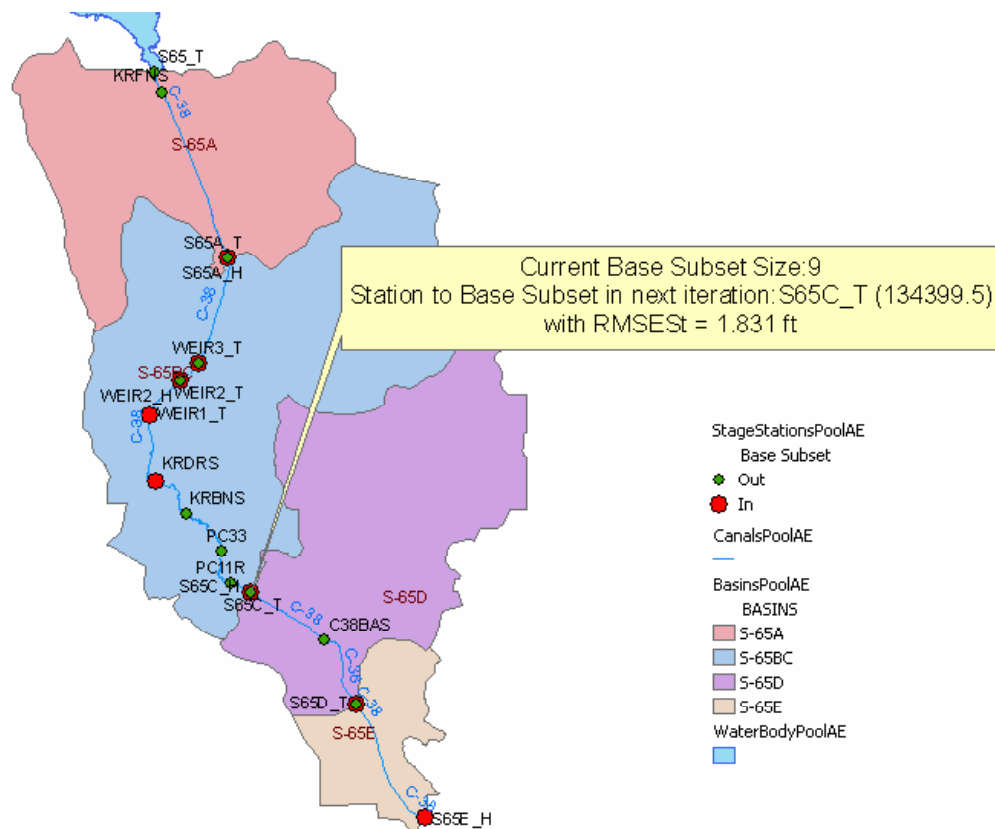 S65_T
KRFNS
C-38
S-65A
S65A_T
S65A_H
C-38
Current Base Subset Size:9
Station to Base Subset in next iteration:S65C_T (134399.5)
with RMSESt = 1.831 ft
WEIR3_T
S-65BC
WEIR2_H
WEIR2_T
WEIR1_T
C-38
KRDRS
KRBNS
PC33
PC11R
S65C_H
S65C_T
C-38
S-65D
C38BAS
C-38
C-38
S65D_T
S-65E
C-38
S65E_H
StageStationsPoolAE
Base Subset
Out
In
CanalsPoolAE
BasinsPoolAE
BASINS
S-65A
S-65BC
S-65D
S-65E
WaterBodyPoolAE